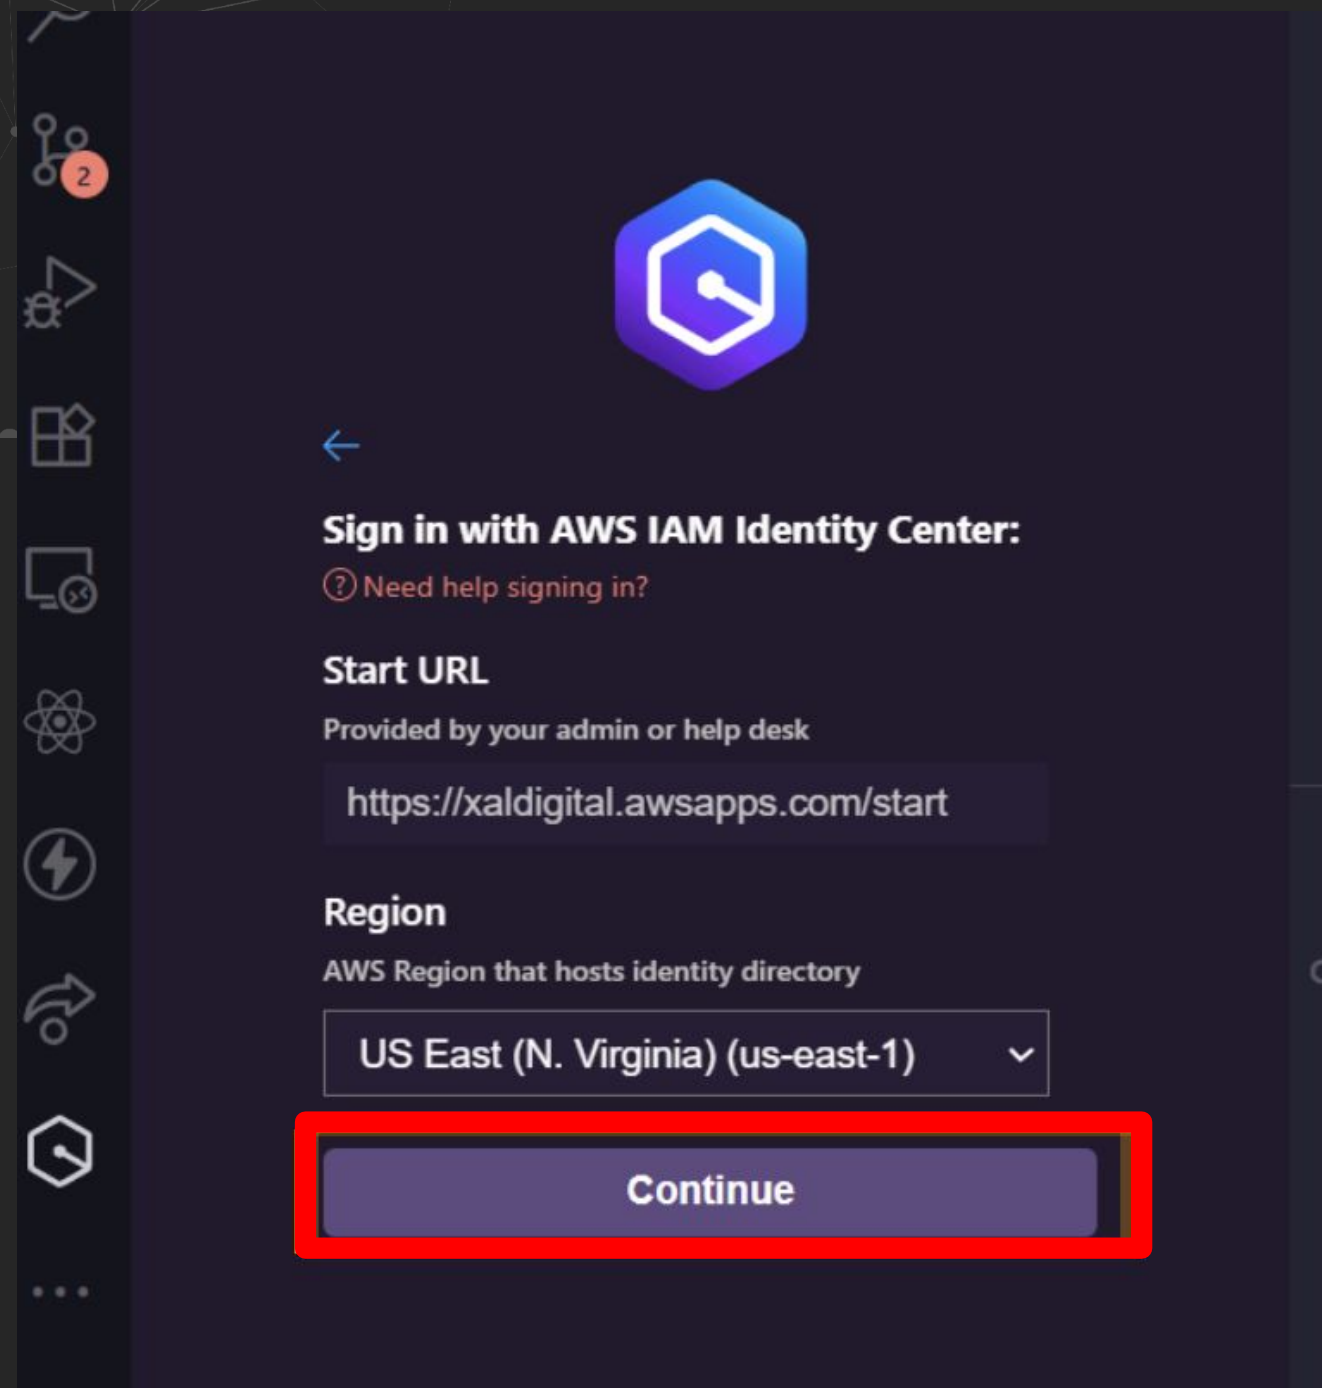 2
Sign in with AWS IAM Identity Center:
? Need help signing in?
Start URL
Provided by your admin or help desk
https://xaldigital.awsapps.com/start
Region
AWS Region that hosts identity directory
US East (N. Virginia) (us-east-1)
Continue